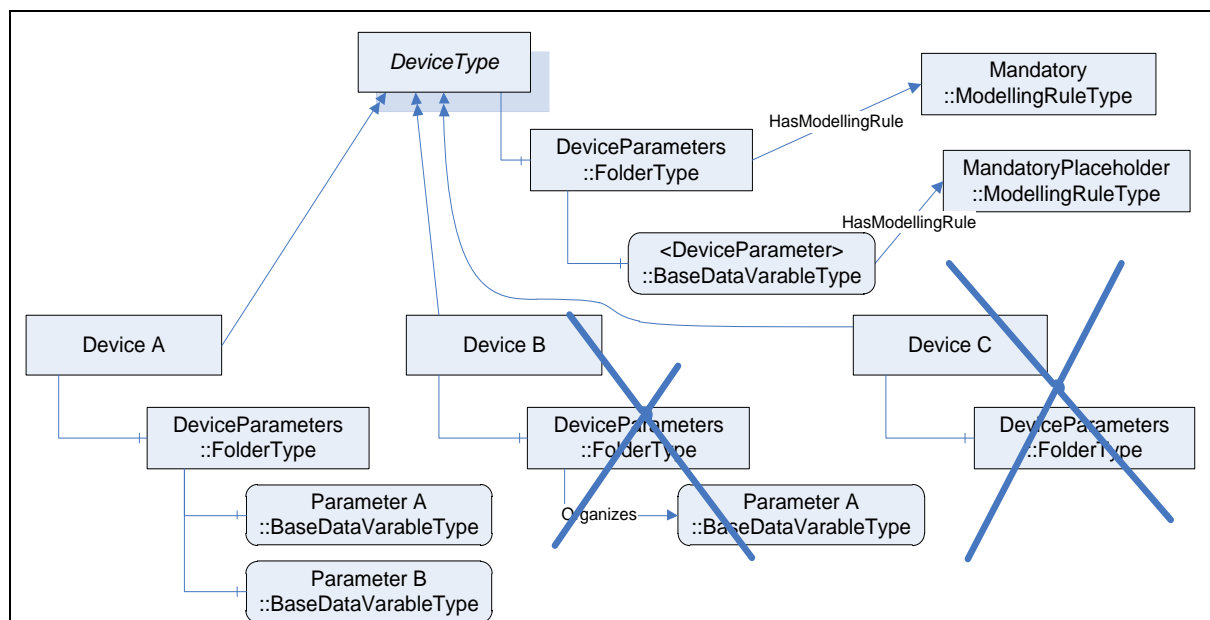 DeviceType
Mandatory
::ModellingRuleType
HasModellingRule
DeviceParameters
::FolderType
MandatoryPlaceholder
::ModellingRuleType
HasModellingRule
<DeviceParameter>
::BaseDataVarableType
Device A
Device B
Device C
DeviceParameters
::FolderType
DeviceParameters
::FolderType
DeviceParameters
::FolderType
Parameter A
::BaseDataVarableType
Organizes
Parameter A
::BaseDataVarableType
Parameter B
::BaseDataVarableType